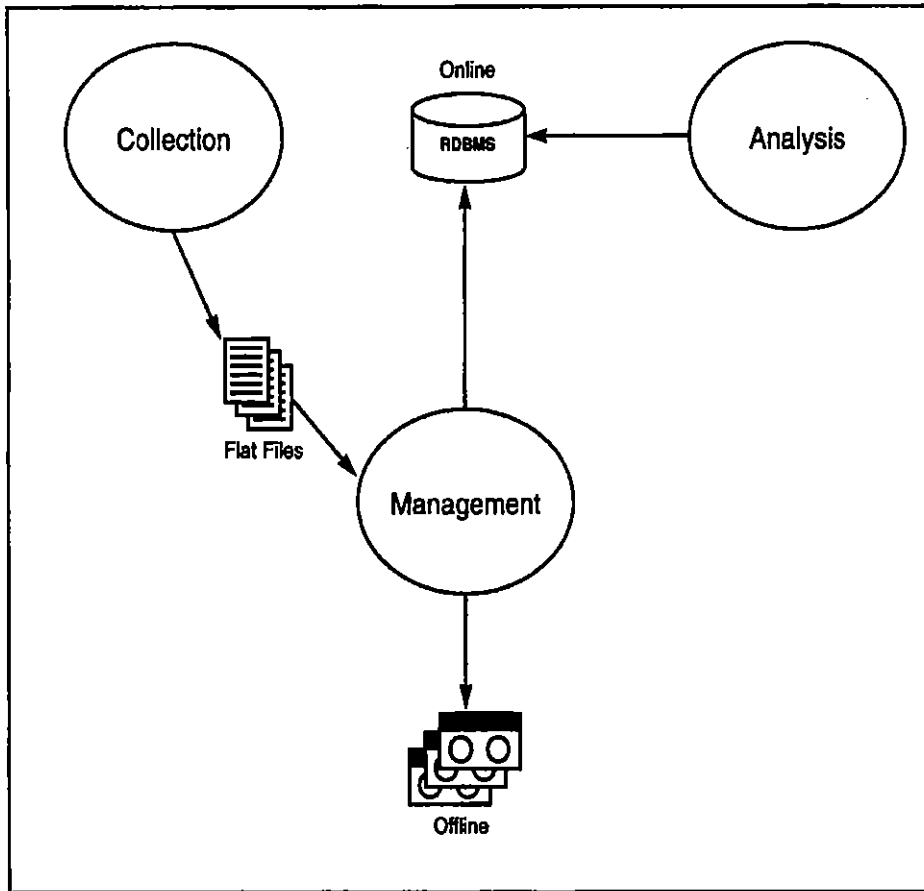 Collection
Online
RDBMS
Analysis
Flat Files
Management
Offline